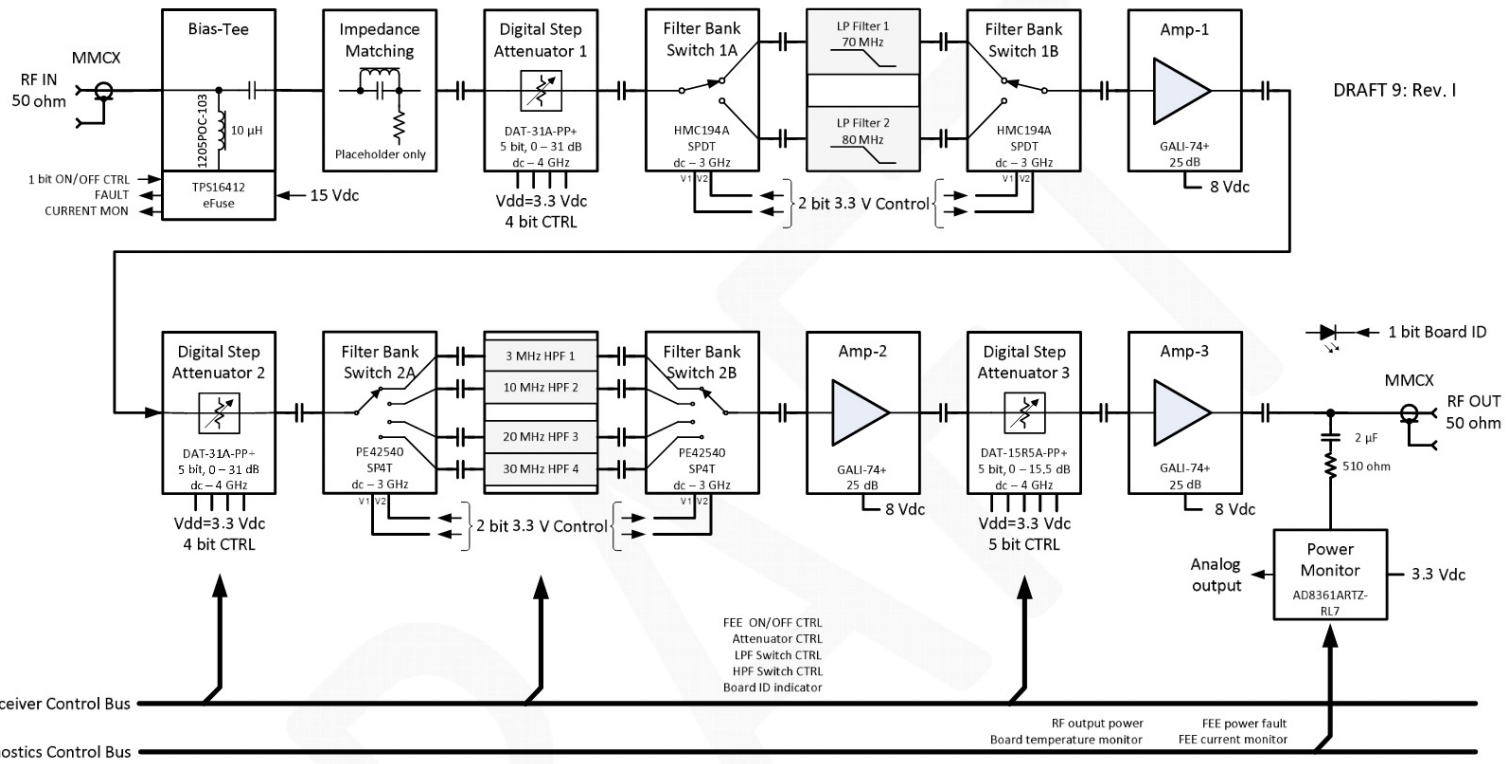 Bias-Tee
MMCX
RF IN
50 ohm
1205POC-103
10 µH
1 bit ON/OFF CTRL
FAULT
CURRENT MON
TPS16412
eFuse
15 Vdc
Impedance
Matching
Placeholder only
Digital Step
Attenuator 1
DAT-31A-PP+
5 bit, 0 – 31 dB
dc – 4 GHz
Vdd=3.3 Vdc
4 bit CTRL
Filter Bank
Switch 1A
HMC194A
SPDT
dc – 3 GHz
V1 V2
LP Filter 1
70 MHz
LP Filter 2
80 MHz
2 bit 3.3 V Control
Filter Bank
Switch 1B
HMC194A
SPDT
dc – 3 GHz
V1 V2
Amp-1
GALI-74+
25 dB
8 Vdc
DRAFT 9: Rev. I
Digital Step
Attenuator 2
DAT-31A-PP+
5 bit, 0 – 31 dB
dc – 4 GHz
Vdd=3.3 Vdc
4 bit CTRL
Filter Bank
Switch 2A
PE42540
SP4T
dc – 3 GHz
V1 V2
3 MHz HPF 1
10 MHz HPF 2
20 MHz HPF 3
30 MHz HPF 4
2 bit 3.3 V Control
Filter Bank
Switch 2B
PE42540
SP4T
dc – 3 GHz
V1 V2
Amp-2
GALI-74+
25 dB
8 Vdc
Digital Step
Attenuator 3
DAT-15R5A-PP+
5 bit, 0 – 15,5 dB
dc – 4 GHz
Vdd=3.3 Vdc
5 bit CTRL
Amp-3
GALI-74+
25 dB
8 Vdc
1 bit Board ID
MMCX
RF OUT
50 ohm
2 µF
510 ohm
Power
Monitor
AD8361ARTZ-
RL7
Analog
output
3.3 Vdc
FEE ON/OFF CTRL
Attenuator CTRL
LPF Switch CTRL
HPF Switch CTRL
Board ID indicator
ceiver Control Bus
RF output power
Board temperature monitor
FEE power fault
FEE current monitor
nostics Control Bus